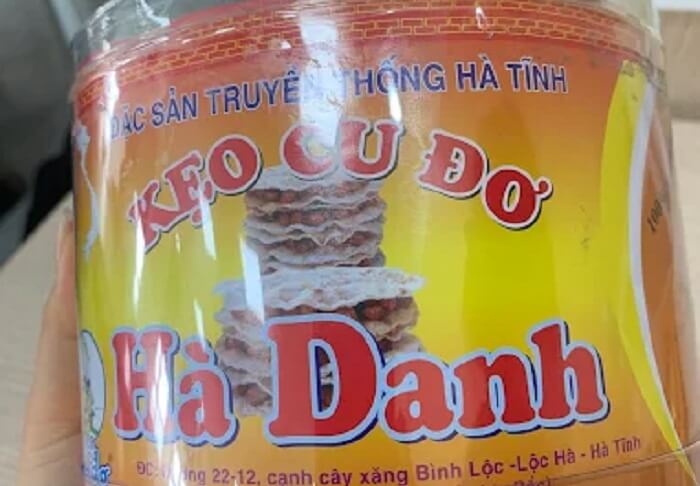 ĐẶC SẢN TRUYỀN THỐNG HÀ TĨNH
KẸO CU ĐƠ
Hà Danh
22-12, cạnh cây xăng Bình Lộc -Lộc Hà - Hà Tĩnh